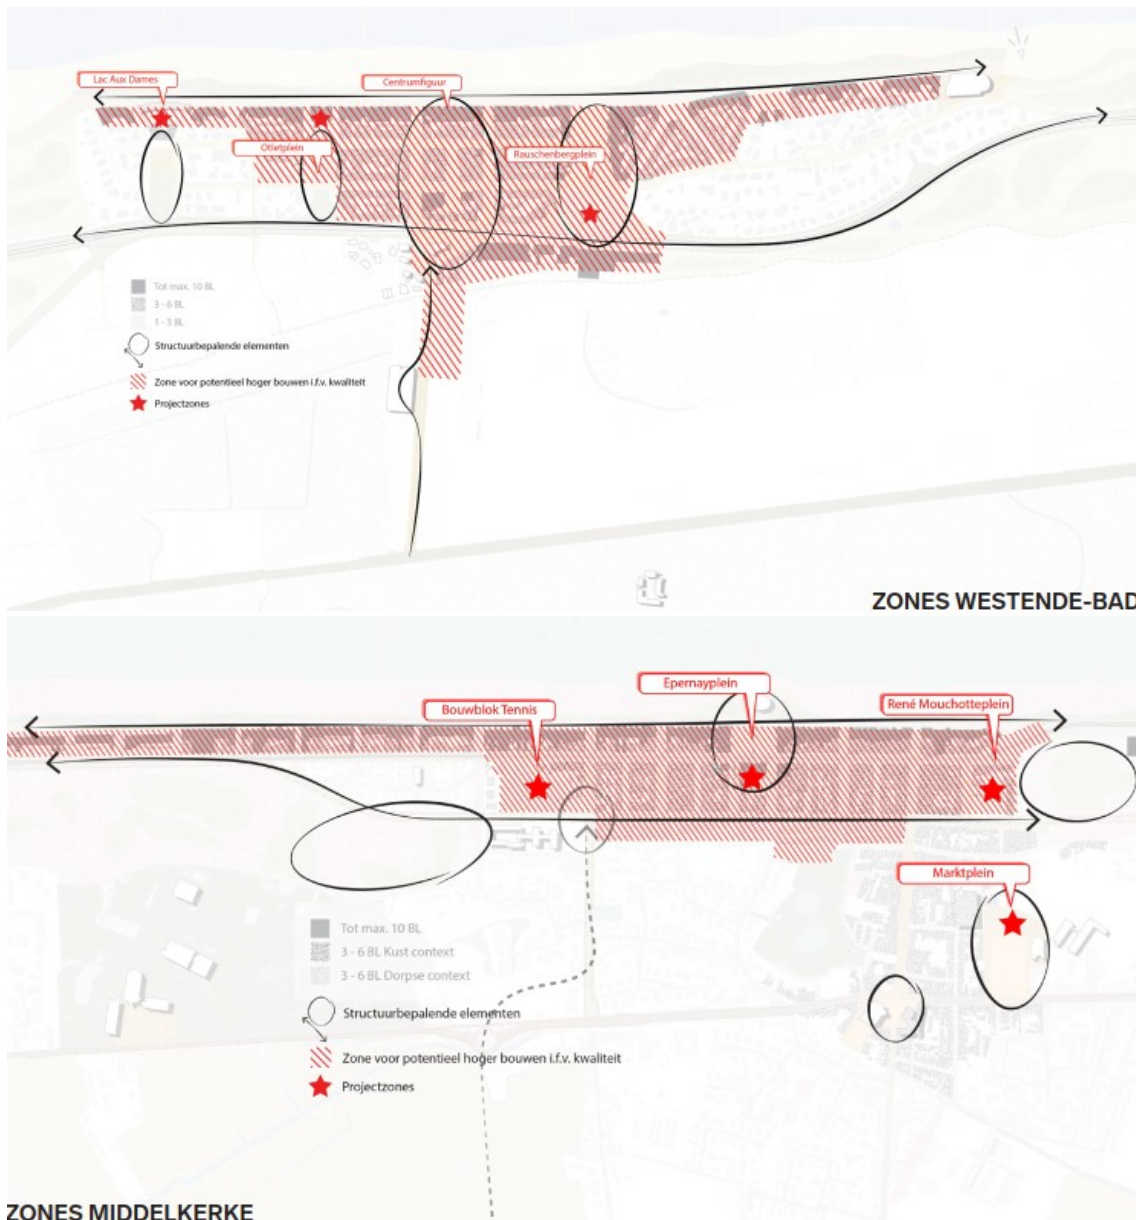 Lac Aux Dames
Centrumfiguur
Otletplein
Rauschenbergplein
Tot max. 10 BL
3 - 6 BL
1 - 3 BL
Structuurbepalende elementen
Zone voor potentieel hoger bouwen i.f.v. kwaliteit
Projectzones
ZONES WESTENDE-BAD
Epernayplein
Bouwblok Tennis
René Mouchotteplein
Marktplein
Tot max. 10 BL
3 - 6 BL Kust context
3 - 6 BL Dorpse context
Structuurbepalende elementen
Zone voor potentieel hoger bouwen i.f.v. kwaliteit
Projectzones
ZONES MIDDELKERKE